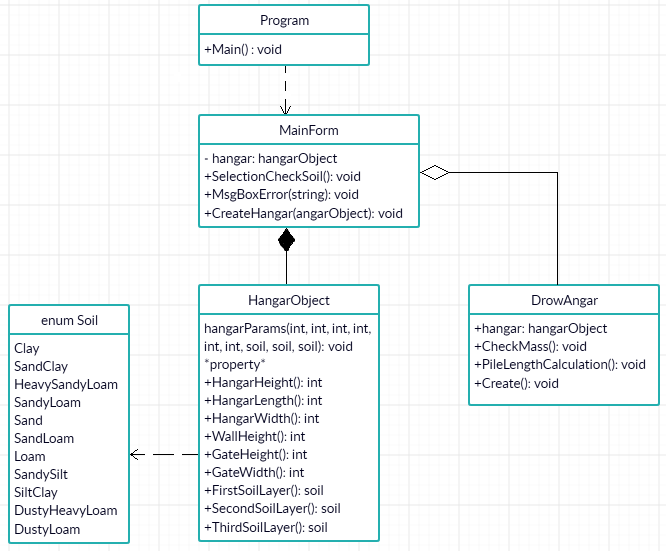 Program
+Main() : void
MainForm
- hangar: hangarObject
+SelectionCheckSoil(): void
+MsgBoxError(string): void
+CreateHangar(angarObject): void
HangarObject
hangarParams(int, int, int, int,
int, int, soil, soil, soil): void
*property*
+HangarHeight(): int
+HangarLength(): int
+HangarWidth(): int
+WallHeight(): int
+GateHeight(): int
+GateWidth(): int
+FirstSoilLayer(): soil
+SecondSoilLayer(): soil
+ThirdSoilLayer(): soil
DrowAngar
+hangar: hangarObject
+CheckMass(): void
+PileLengthCalculation(): void
+Create(): void
enum Soil
Clay
SandClay
HeavySandyLoam
SandyLoam
Sand
SandLoam
Loam
SandySilt
SiltClay
DustyHeavyLoam
DustyLoam